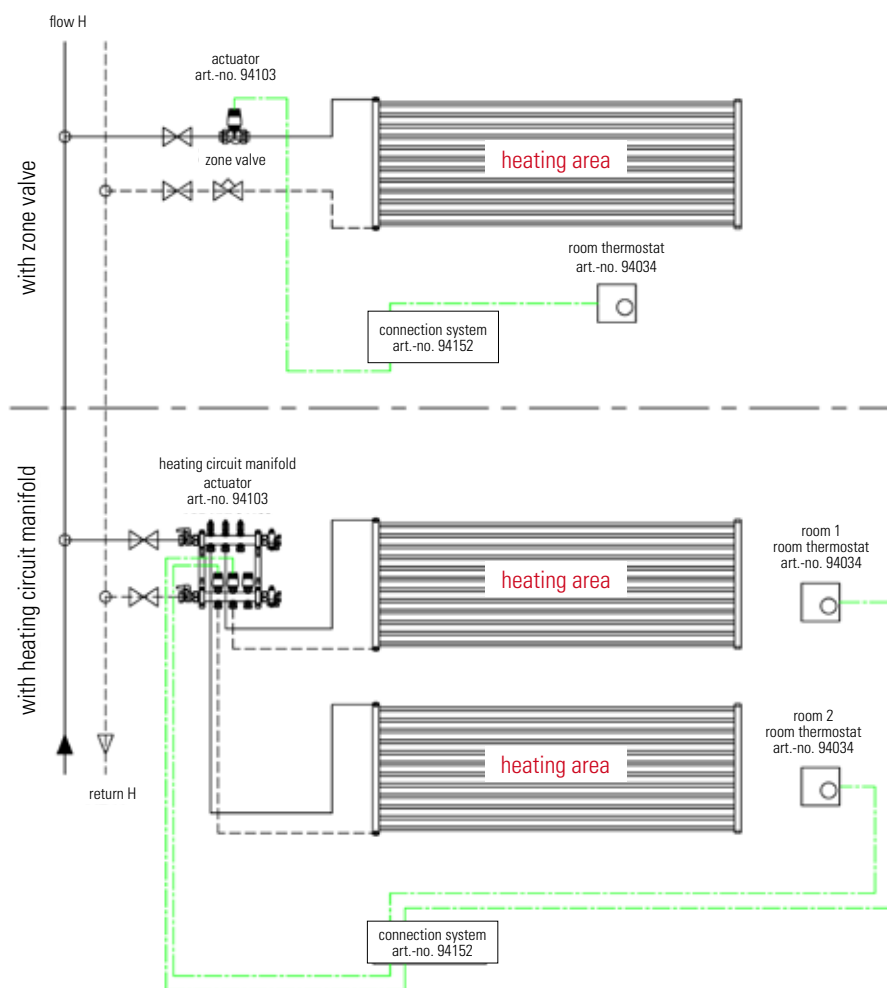 flow H
actuator
art.-no. 94103
zone valve
heating area
with zone valve
room thermostat
art.-no. 94034
connection system
art.-no. 94152
with heating circuit manifold
heating circuit manifold
actuator
art.-no. 94103
heating area
room 1
room thermostat
art.-no. 94034
heating area
room 2
room thermostat
art.-no. 94034
return H
connection system
art.-no. 94152